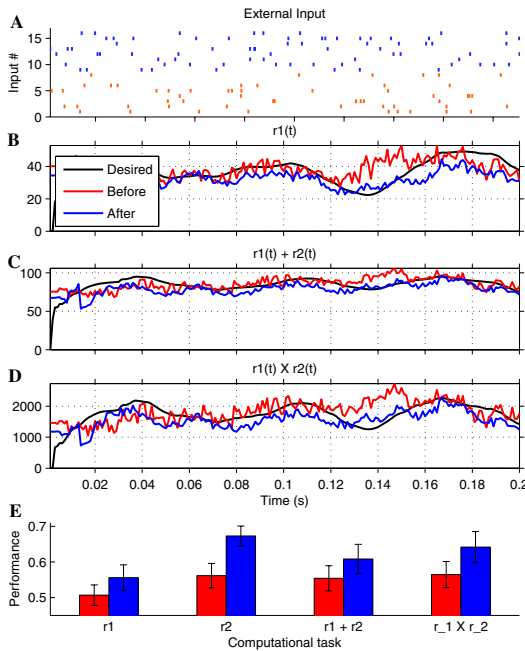 A
External Input
15
10
5
0
Input #
r1(t)
B
40
20
0
Desired
Before
After
C
r1(t) + r2(t)
100
50
0
D
r1(t) X r2(t)
2000
1000
0
0.02 0.04 0.06 0.08 0.1 0.12 0.14 0.16 0.18 0.2
Time (s)
E
0.7
0.6
0.5
Performance
r1 r2 r1 + r2 r_1 X r_2
Computational task